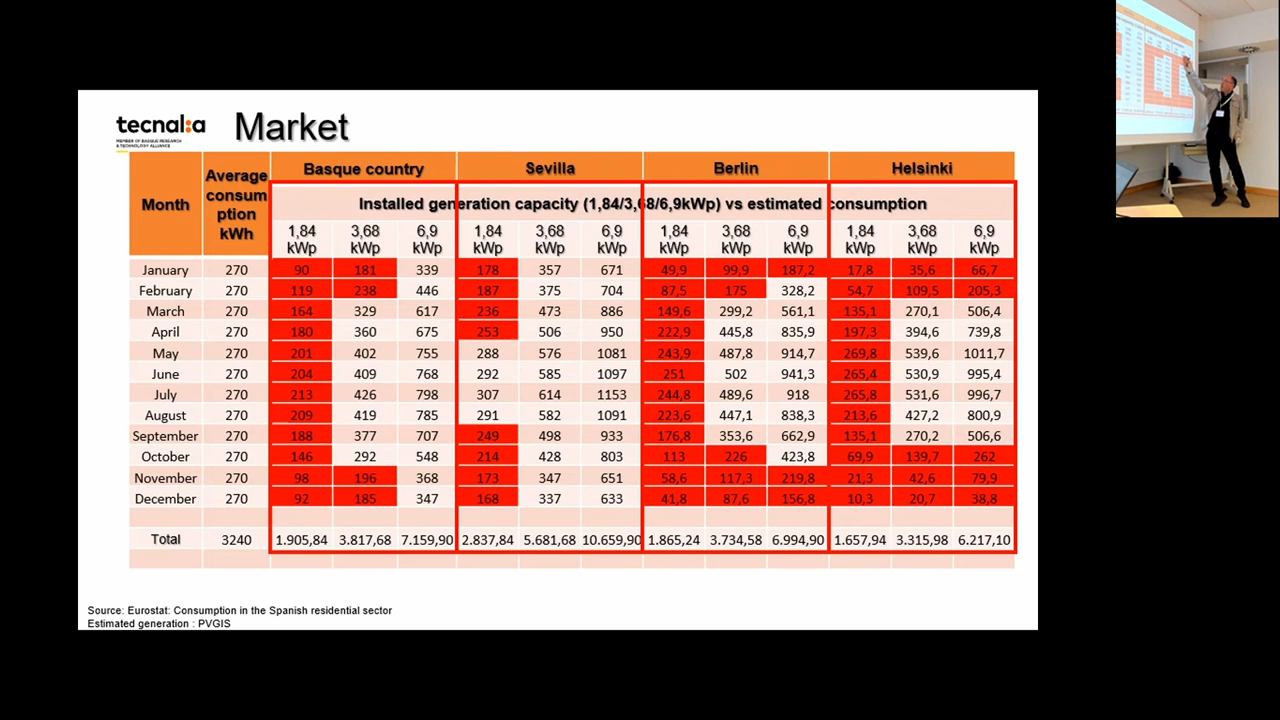 tecnal:a
MEMBER OF BASQUE RESEARCH
& TECHNOLOGY ALLIANCE
Market
Month Average consumption kWh Basque country Sevilla Berlin Helsinki
Installed generation capacity (1,84/3,68/6,9kWp) vs estimated consumption
1,84 kWp 3,68 kWp 6,9 kWp 1,84 kWp 3,68 kWp 6,9 kWp 1,84 kWp 3,68 kWp 6,9 kWp 1,84 kWp 3,68 kWp 6,9 kWp
January 270 90 181 339 178 357 671 49,9 99,9 187,2 17,8 35,6 66,7
February 270 119 238 446 187 375 704 87,5 175 328,2 54,7 109,5 205,3
March 270 164 329 617 236 473 886 149,6 299,2 561,1 135,1 270,1 506,4
April 270 180 360 675 253 506 950 222,9 445,8 835,9 197,3 394,6 739,8
May 270 201 402 755 288 576 1081 243,9 487,8 914,7 269,8 539,6 1011,7
June 270 204 409 768 292 585 1097 251 502 941,3 265,4 530,9 995,4
July 270 213 426 798 307 614 1153 244,8 489,6 918 265,8 531,6 996,7
August 270 209 419 785 291 582 1091 223,6 447,1 838,3 213,6 427,2 800,9
September 270 188 377 707 249 498 933 176,8 353,6 662,9 135,1 270,2 506,6
October 270 146 292 548 214 428 803 113 226 423,8 69,9 139,7 262
November 270 98 196 368 173 347 651 58,6 117,3 219,8 21,3 42,6 79,9
December 270 92 185 347 168 337 633 41,8 87,6 156,8 10,3 20,7 38,8
Total 3240 1.905,84 3.817,68 7.159,90 2.837,84 5.681,68 10.659,90 1.865,24 3.734,58 6.994,90 1.657,94 3.315,98 6.217,10
Source: Eurostat: Consumption in the Spanish residential sector
Estimated generation : PVGIS